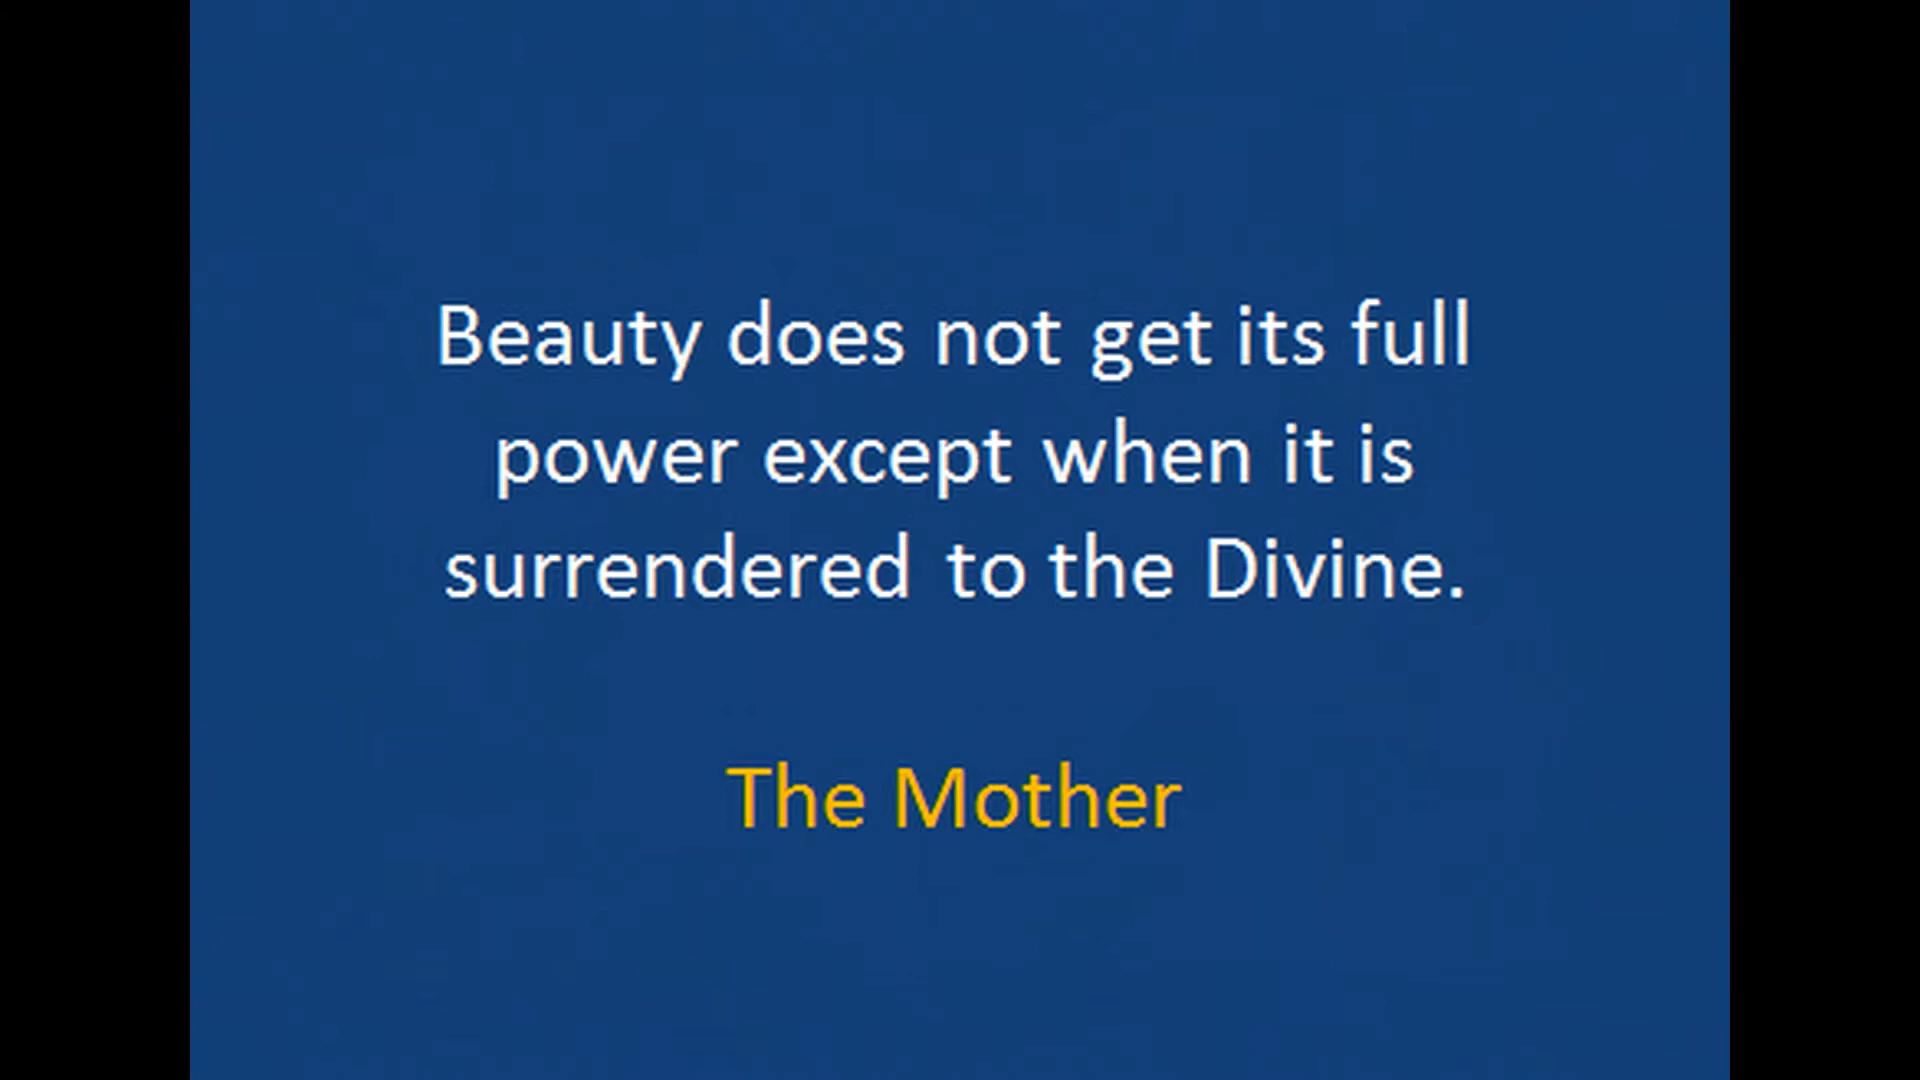 Beauty does not get its full
power except when it is
surrendered to the Divine.
The Mother